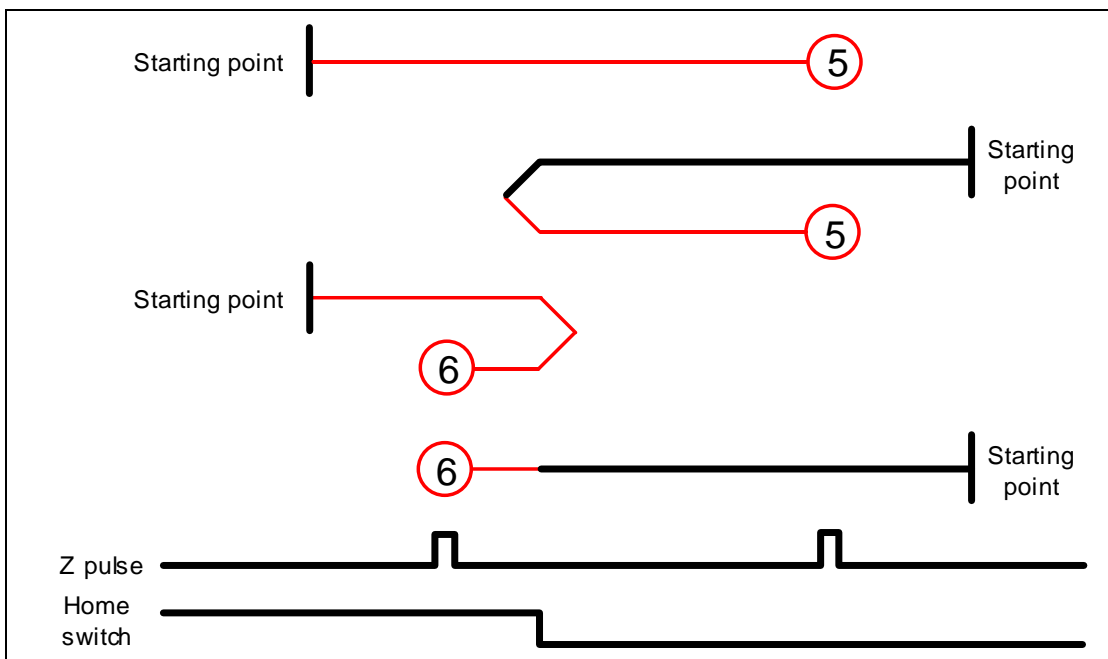 Starting point
5
Starting
point
5
Starting point
6
6
Starting
point
Z pulse
Home
switch